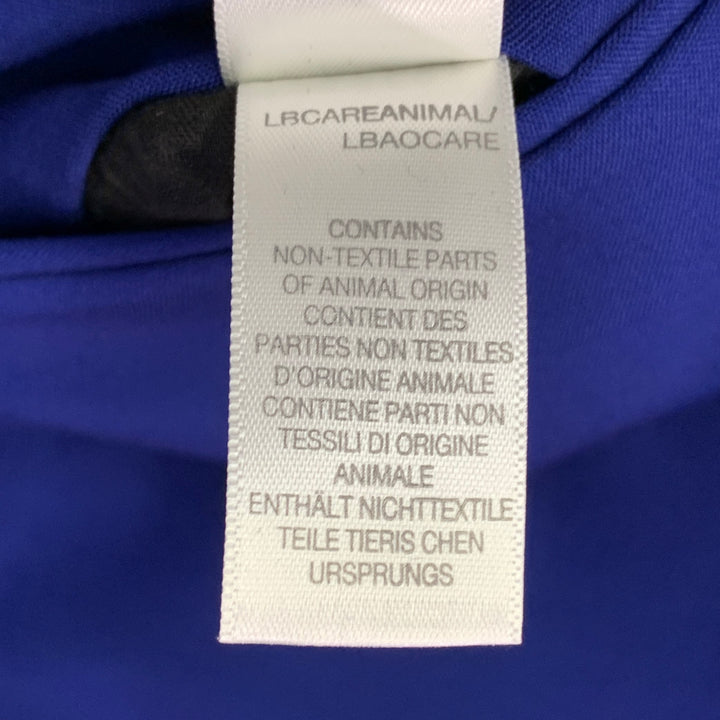 LBCAREANIMAL/
LBAOCARE
CONTAINS
NON-TEXTILE PARTS
OF ANIMAL ORIGIN
CONTIENT DES
PARTIES NON TEXTILES
D'ORIGINE ANIMALE
CONTIENE PARTI NON
TESSILI DI ORIGINE
ANIMALE
ENTHÄLT NICHTTEXTILE
TEILE TIERIS CHEN
URSPRUNGS